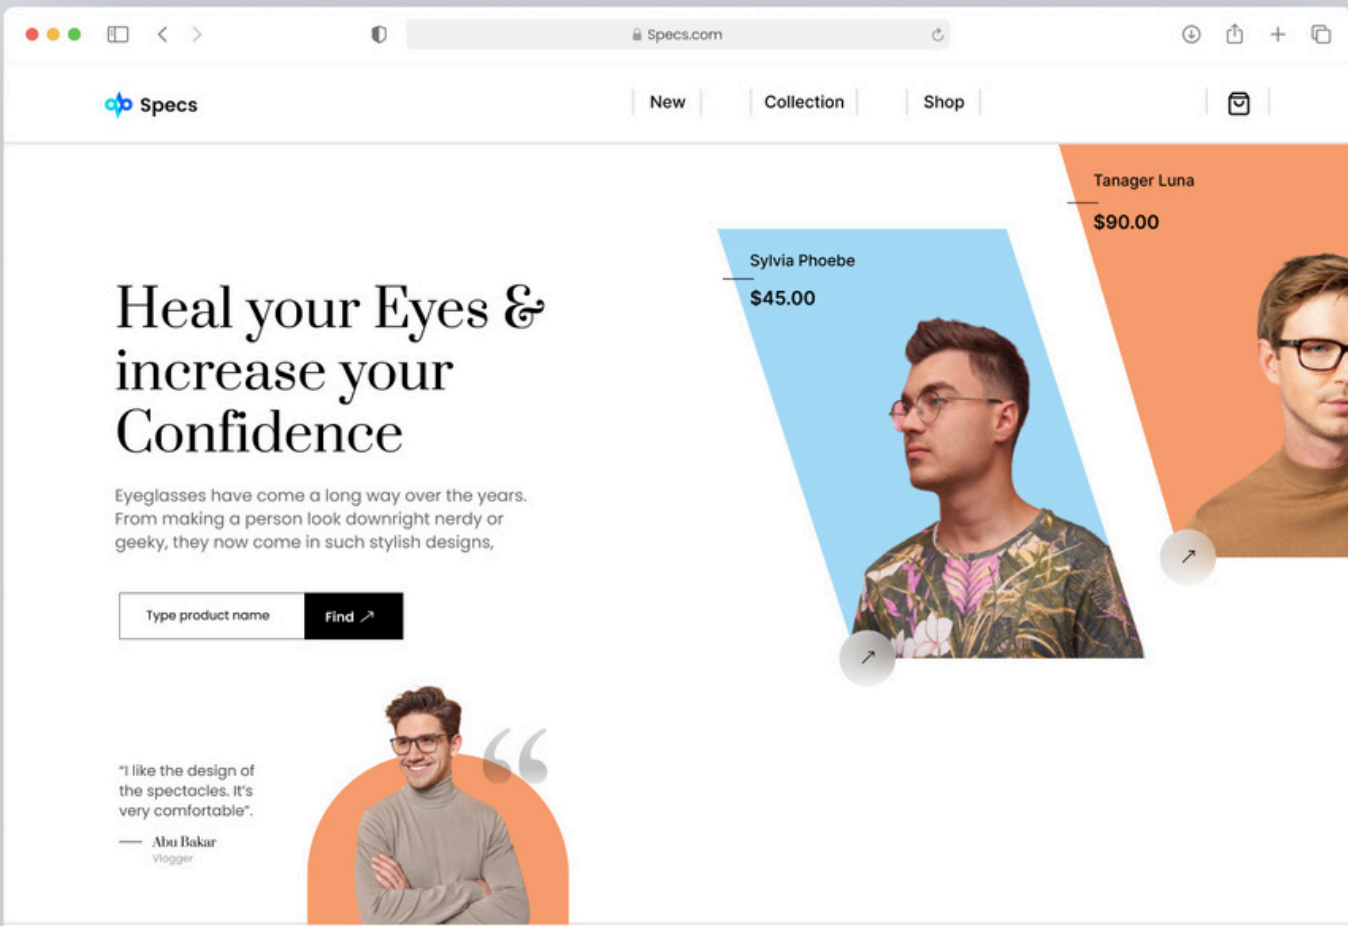 Specs.com
Specs
New
Collection
Shop
Tanager Luna
$90.00
Sylvia Phoebe
$45.00
Heal your Eyes &
increase your
Confidence
Eyeglasses have come a long way over the years.
From making a person look downright nerdy or
geeky, they now come in such stylish designs,
Type product name
Find ↗
“I like the design of
the spectacles. It’s
very comfortable”.
Abu Bakar
Vlogger